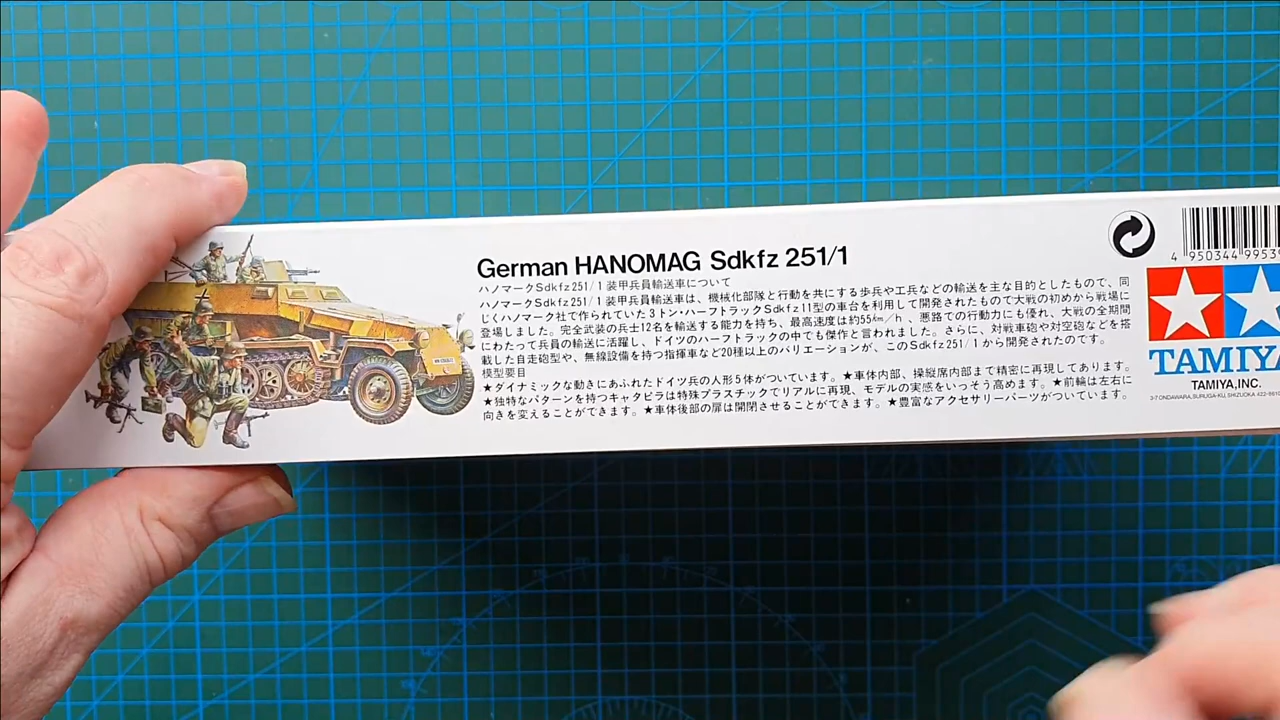 German HANOMAG Sdkfz 251/1
ハノマークSdkfz251/1装甲兵員輸送車について
ハノマークSdkfz251/1装甲兵員輸送車は、機械化部隊と行動を共にする歩兵や工兵などの輸送を主な目的としたもので、同
じくハノマーク社で作られていた3トン・ハーフトラックSdkfz11型の車台を利用して開発されたもので大戦の初めから戦場に
登場しました。完全武装の兵士12名を輸送する能力を持ち、最高速度は約55km/h、悪路での行動力にも優れ、大戦の全期間
にわたって兵員の輸送に活躍し、ドイツのハーフトラックの中でも傑作と言われました。さらに、対戦車砲や対空砲などを搭
載した自走砲型や、無線設備を持つ指揮車など20種以上のバリエーションが、このSdkfz251/1から開発されたのです。
模型要目
★ダイナミックな動きにあふれたドイツ兵の人形5体がついています。★車体内部、操縦席内部まで精密に再現してあります。
★独特なパターンを持つキャタピラは特殊プラスチックでリアルに再現、モデルの実感をいっそう高めます。★前輪は左右に
向きを変えることができます。★車体後部の扉は開閉させることができます。★豊富なアクセサリーパーツがついています。
4 950344 9953
TAMIYA
TAMIYA, INC.
3-7 ONDAWARA, SURUGA-KU, SHIZUOKA